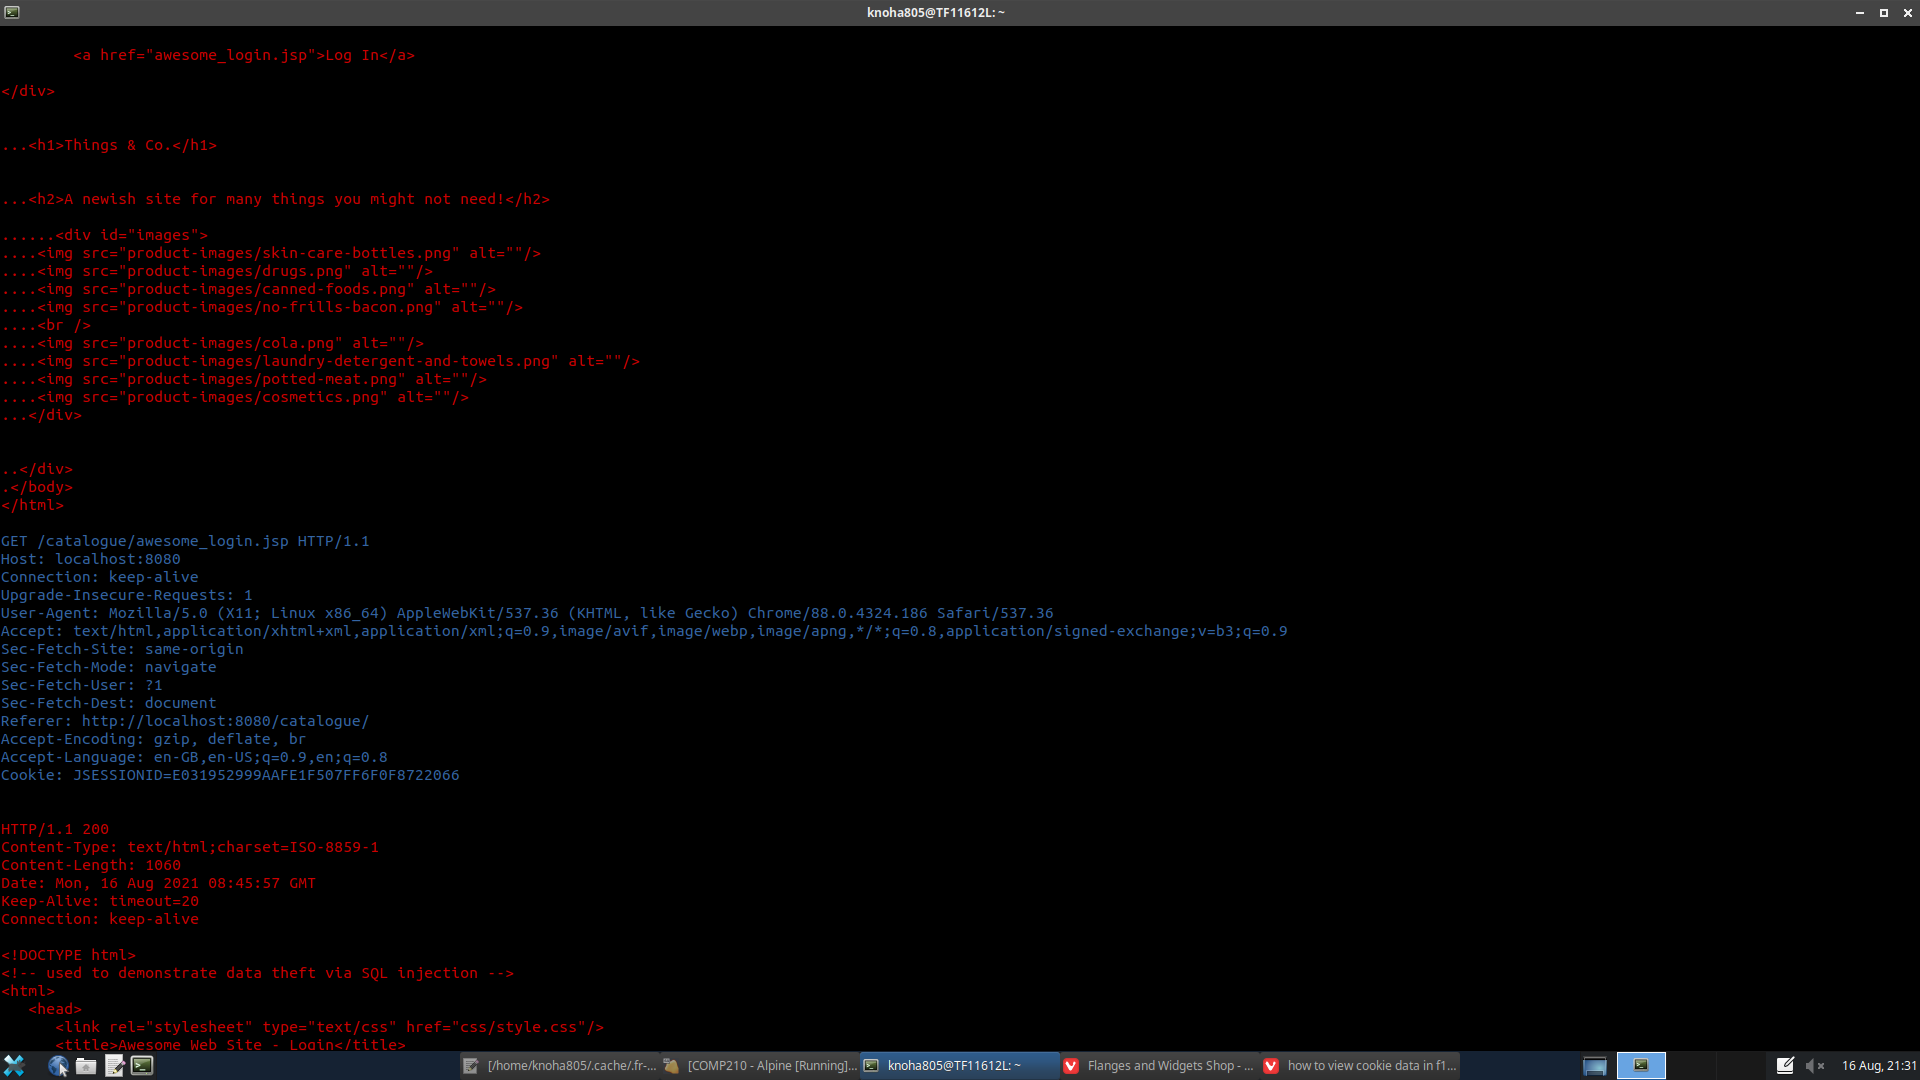 knoha805@TF11612L: ~
<a href="awesome_login.jsp">Log In</a>
</div>
...<h1>Things & Co.</h1>
...<h2>A newish site for many things you might not need!</h2>
......<div id="images">
....<img src="product-images/skin-care-bottles.png" alt=""/>
....<img src="product-images/drugs.png" alt=""/>
....<img src="product-images/canned-foods.png" alt=""/>
....<img src="product-images/no-frills-bacon.png" alt=""/>
....<br />
....<img src="product-images/cola.png" alt=""/>
....<img src="product-images/laundry-detergent-and-towels.png" alt=""/>
....<img src="product-images/potted-meat.png" alt=""/>
....<img src="product-images/cosmetics.png" alt=""/>
...</div>
..</div>
.</body>
</html>
GET /catalogue/awesome_login.jsp HTTP/1.1
Host: localhost:8080
Connection: keep-alive
Upgrade-Insecure-Requests: 1
User-Agent: Mozilla/5.0 (X11; Linux x86_64) AppleWebKit/537.36 (KHTML, like Gecko) Chrome/88.0.4324.186 Safari/537.36
Accept: text/html,application/xhtml+xml,application/xml;q=0.9,image/avif,image/webp,image/apng,*/*;q=0.8,application/signed-exchange;v=b3;q=0.9
Sec-Fetch-Site: same-origin
Sec-Fetch-Mode: navigate
Sec-Fetch-User: ?1
Sec-Fetch-Dest: document
Referer: http://localhost:8080/catalogue/
Accept-Encoding: gzip, deflate, br
Accept-Language: en-GB,en-US;q=0.9,en;q=0.8
Cookie: JSESSIONID=E031952999AAFE1F507FF6F0F8722066
HTTP/1.1 200
Content-Type: text/html;charset=ISO-8859-1
Content-Length: 1060
Date: Mon, 16 Aug 2021 08:45:57 GMT
Keep-Alive: timeout=20
Connection: keep-alive
<!DOCTYPE html>
<!-- used to demonstrate data theft via SQL injection -->
<html>
<head>
<link rel="stylesheet" type="text/css" href="css/style.css"/>
<title>Awesome Web Site - Login</title>
[/home/knoha805/.cache/.fr-... [COMP210 - Alpine [Running]... knoha805@TF11612L: ~ Flanges and Widgets Shop - ... how to view cookie data in f1... 16 Aug, 21:31